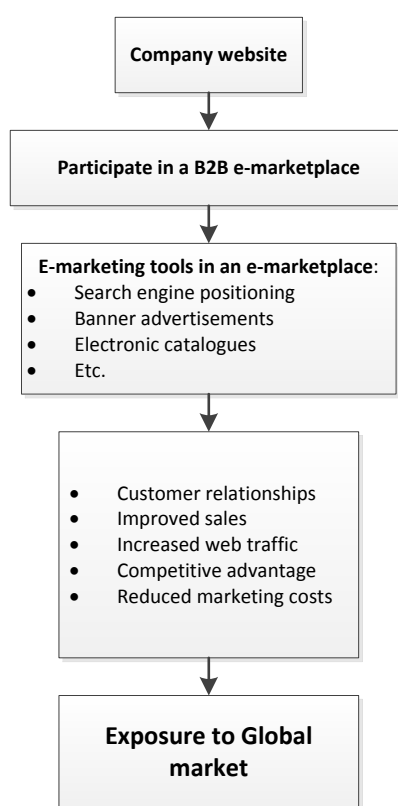 Company website
Participate in a B2B e-marketplace
E-marketing tools in an e-marketplace:
• Search engine positioning
• Banner advertisements
• Electronic catalogues
• Etc.
• Customer relationships
• Improved sales
• Increased web traffic
• Competitive advantage
• Reduced marketing costs
Exposure to Global
market